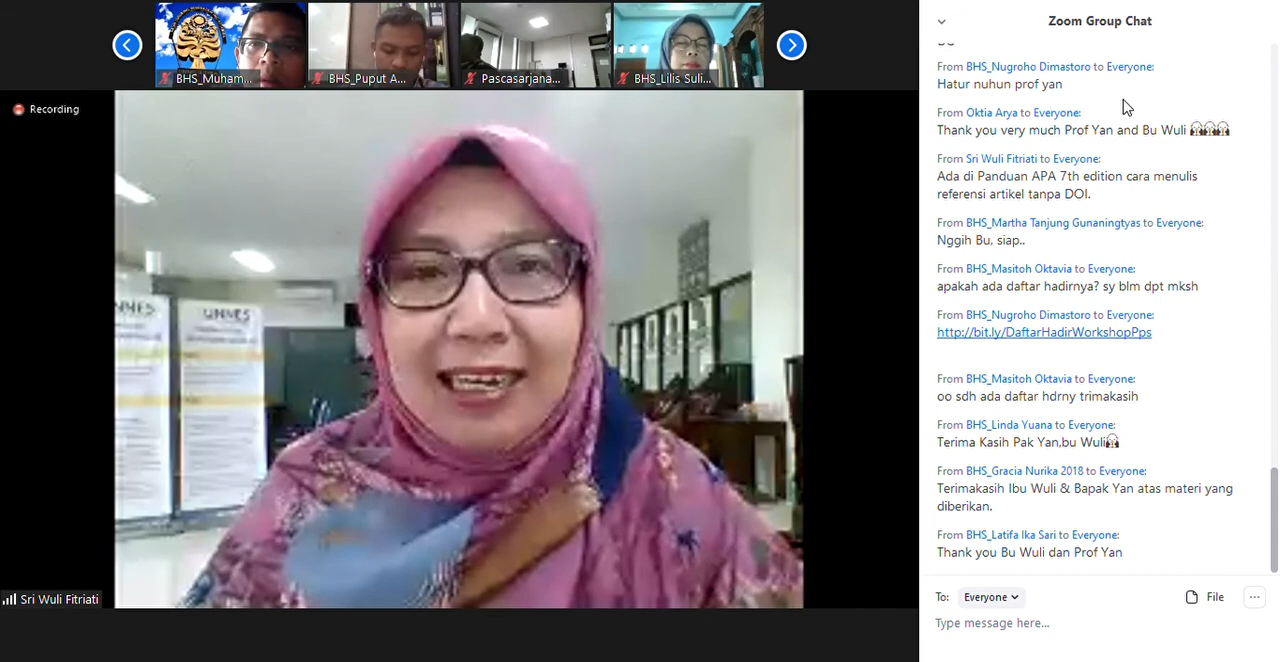 BHS_Muham...
BHS_Puput A...
Pascasarjana...
BHS_Lilis Suli...
Recording
UNNES
Sri Wuli Fitriati
Zoom Group Chat
From BHS_Nugroho Dimastoro to Everyone:
Hatur nuhun prof yan
From Oktia Arya to Everyone:
Thank you very much Prof Yan and Bu Wuli
From Sri Wuli Fitriati to Everyone:
Ada di Panduan APA 7th edition cara menulis
referensi artikel tanpa DOI.
From BHS_Martha Tanjung Gunaningtyas to Everyone:
Nggih Bu, siap..
From BHS_Masitoh Oktavia to Everyone:
apakah ada daftar hadirnya? sy blm dpt mksh
From BHS_Nugroho Dimastoro to Everyone:
http://bit.ly/DaftarHadirWorkshopPps
From BHS_Masitoh Oktavia to Everyone:
oo sdh ada daftar hdrny trimakasih
From BHS_Linda Yuana to Everyone:
Terima Kasih Pak Yan,bu Wuli
From BHS_Gracia Nurika 2018 to Everyone:
Terimakasih Ibu Wuli & Bapak Yan atas materi yang
diberikan.
From BHS_Latifa Ika Sari to Everyone:
Thank you Bu Wuli dan Prof Yan
To: Everyone
File
Type message here...